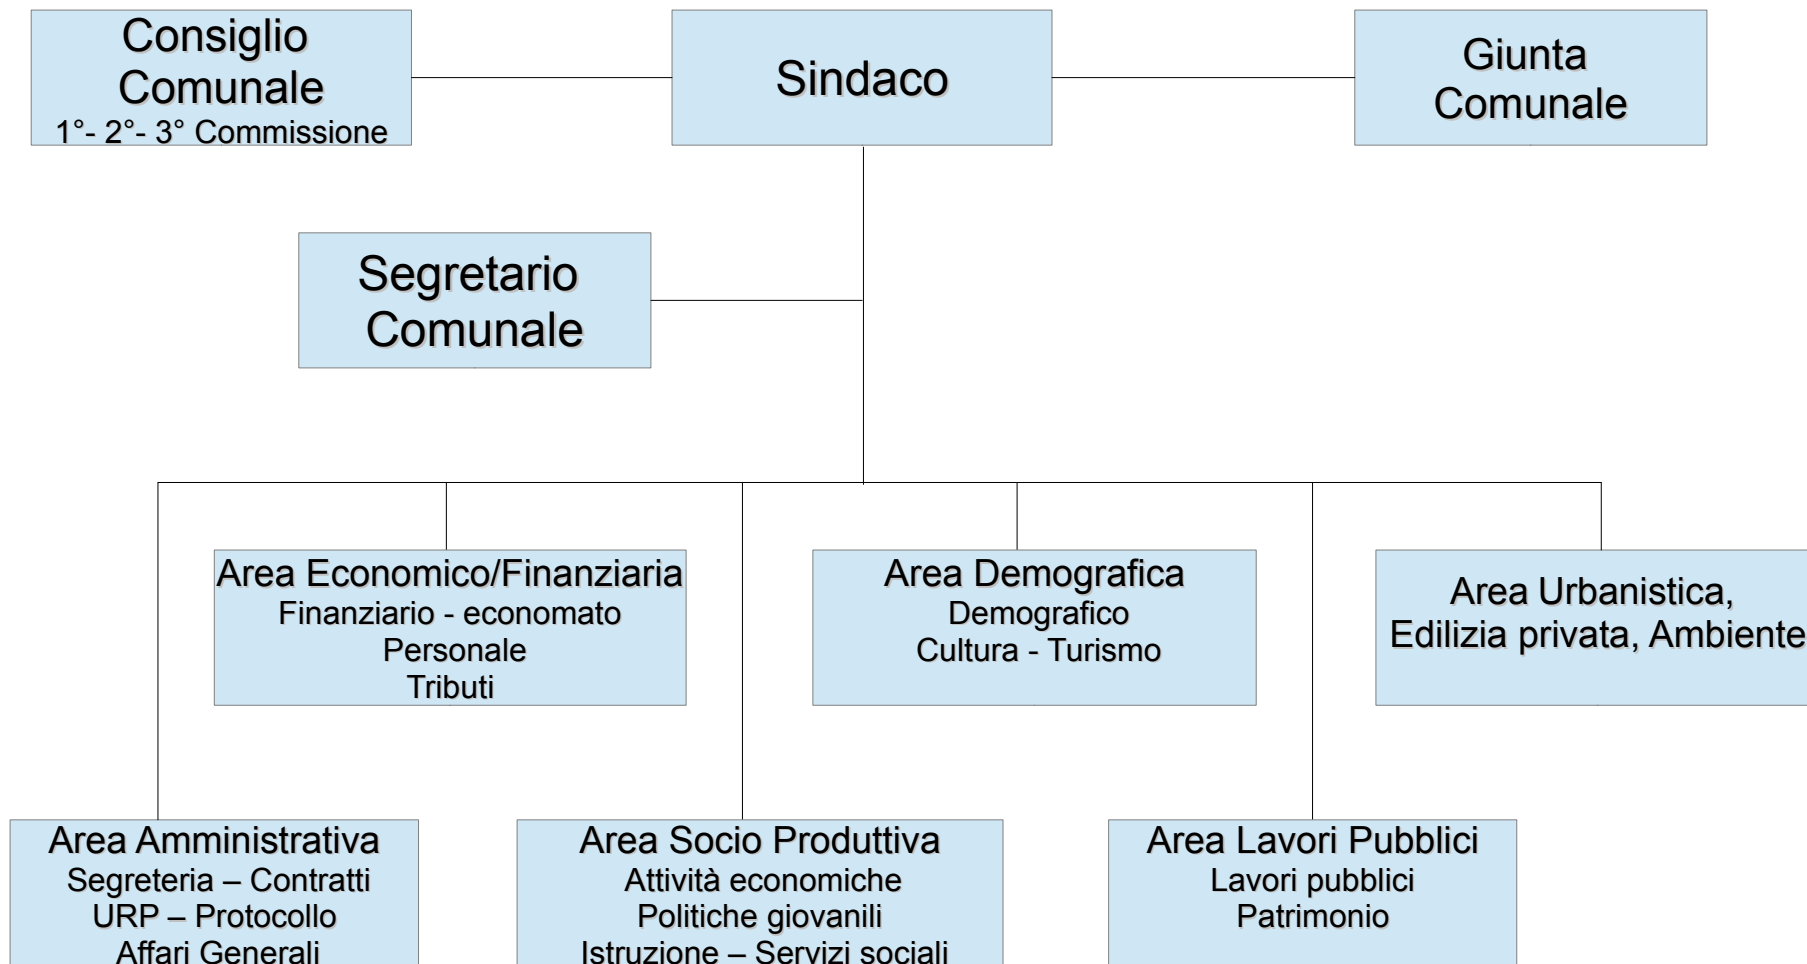 Consiglio
Comunale
1°- 2°- 3° Commissione
Sindaco
Giunta
Comunale
Segretario
Comunale
Area Economico/Finanziaria
Finanziario - economato
Personale
Tributi
Area Demografica
Demografico
Cultura - Turismo
Area Urbanistica,
Edilizia privata, Ambiente
Area Amministrativa
Segreteria – Contratti
URP – Protocollo
Affari Generali
Area Socio Produttiva
Attività economiche
Politiche giovanili
Istruzione – Servizi sociali
Area Lavori Pubblici
Lavori pubblici
Patrimonio